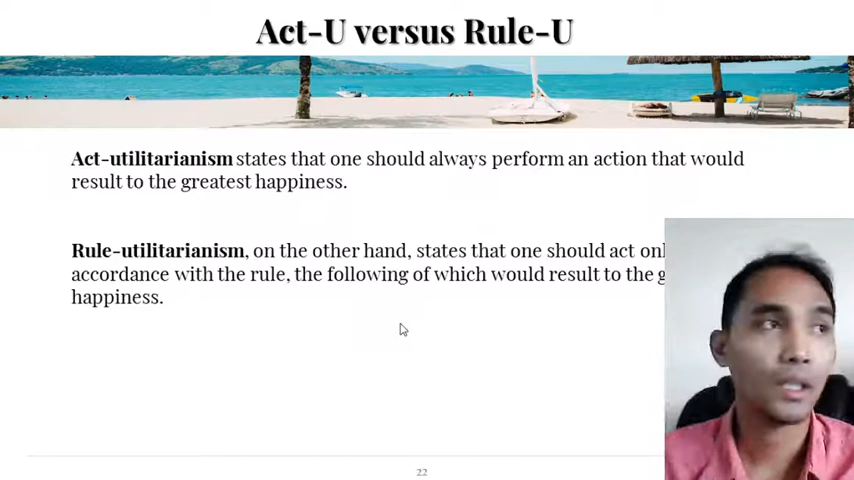 Act-U versus Rule-U
Act-utilitarianism states that one should always perform an action that would
result to the greatest happiness.
Rule-utilitarianism, on the other hand, states that one should act
accordance with the rule, the following of which would result to the
happiness.
22